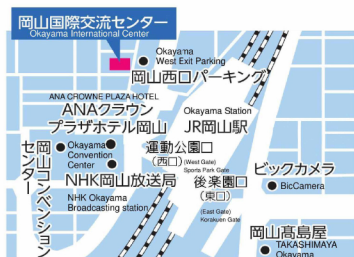 岡山国際交流センター
Okayama International Center
Okayama
West Exit Parking
岡山西口パーキング
ANA CROWNE PLAZA HOTEL
ANAクラウン
プラザホテル岡山
Okayama Station
JR岡山駅
岡山コンベンション
センター
Okayama
Convention
Center
運動公園口
(西口)
(West Gate)
Sports Park Gate
NHK岡山放送局
NHK Okayama
Broadcasting station
後楽園口
(東口)
(East Gate)
Korakuen Gate
ビックカメラ
BicCamera
岡山髙島屋
TAKASHIMAYA
Okayama